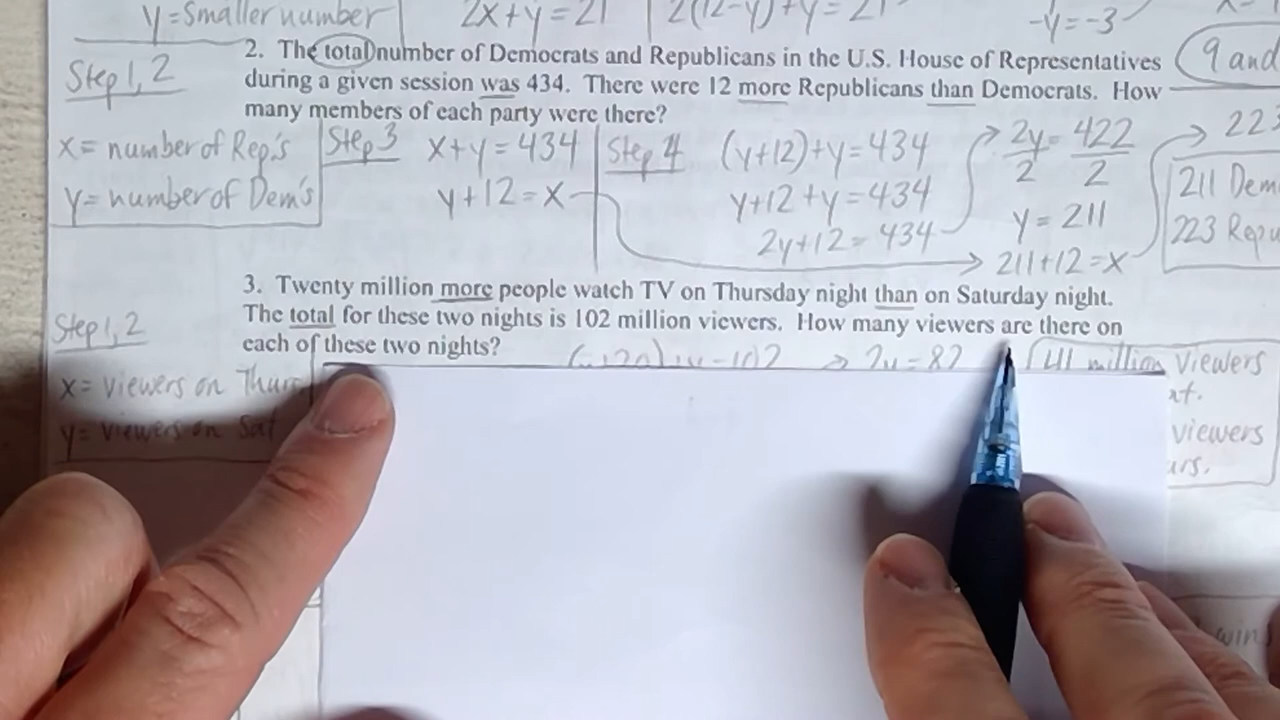 y=Smaller number 2x+y=21 2(12-y)+y=21 -y=-3
9 and
2. The total number of Democrats and Republicans in the U.S. House of Representatives
during a given session was 434. There were 12 more Republicans than Democrats. How
many members of each party were there?
Step 1, 2
x= number of Rep's
y= number of Dem's
Step 3
x+y=434
y+12=x
Step 4
(y+12)+y=434
y+12+y=434
2y+12=434
2y=422
2 2
y=211
211+12=x
211 Dem
223 Repu
3. Twenty million more people watch TV on Thursday night than on Saturday night.
The total for these two nights is 102 million viewers. How many viewers are there on
each of these two nights?
Step 1, 2
x= viewers on Thur
y= viewers on Sat
2y=82
41 million viewers
viewers